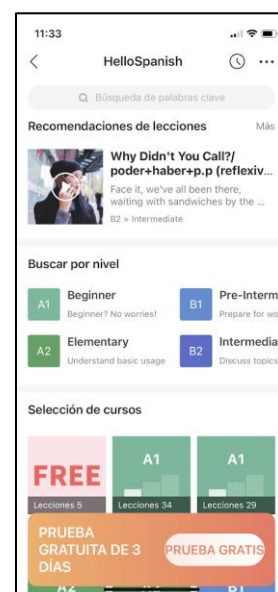 11:33
HelloSpanish
Búsqueda de palabras clave
Recomendaciones de lecciones Más
Why Didn't You Call?/
poder+haber+p.p (reflexiv...
Face it, we've all been there,
waiting with sandwiches by the ...
B2 » Intermediate
Buscar por nivel
A1 Beginner
Beginner? No worries!
B1 Pre-Interm
Prepare for wo
A2 Elementary
Understand basic usage
B2 Intermedia
Discuss topics
Selección de cursos
FREE
Lecciones 5
A1
Lecciones 34
A1
Lecciones 29
PRUEBA
GRATUITA DE 3
DÍAS
PRUEBA GRATIS
A2
B1